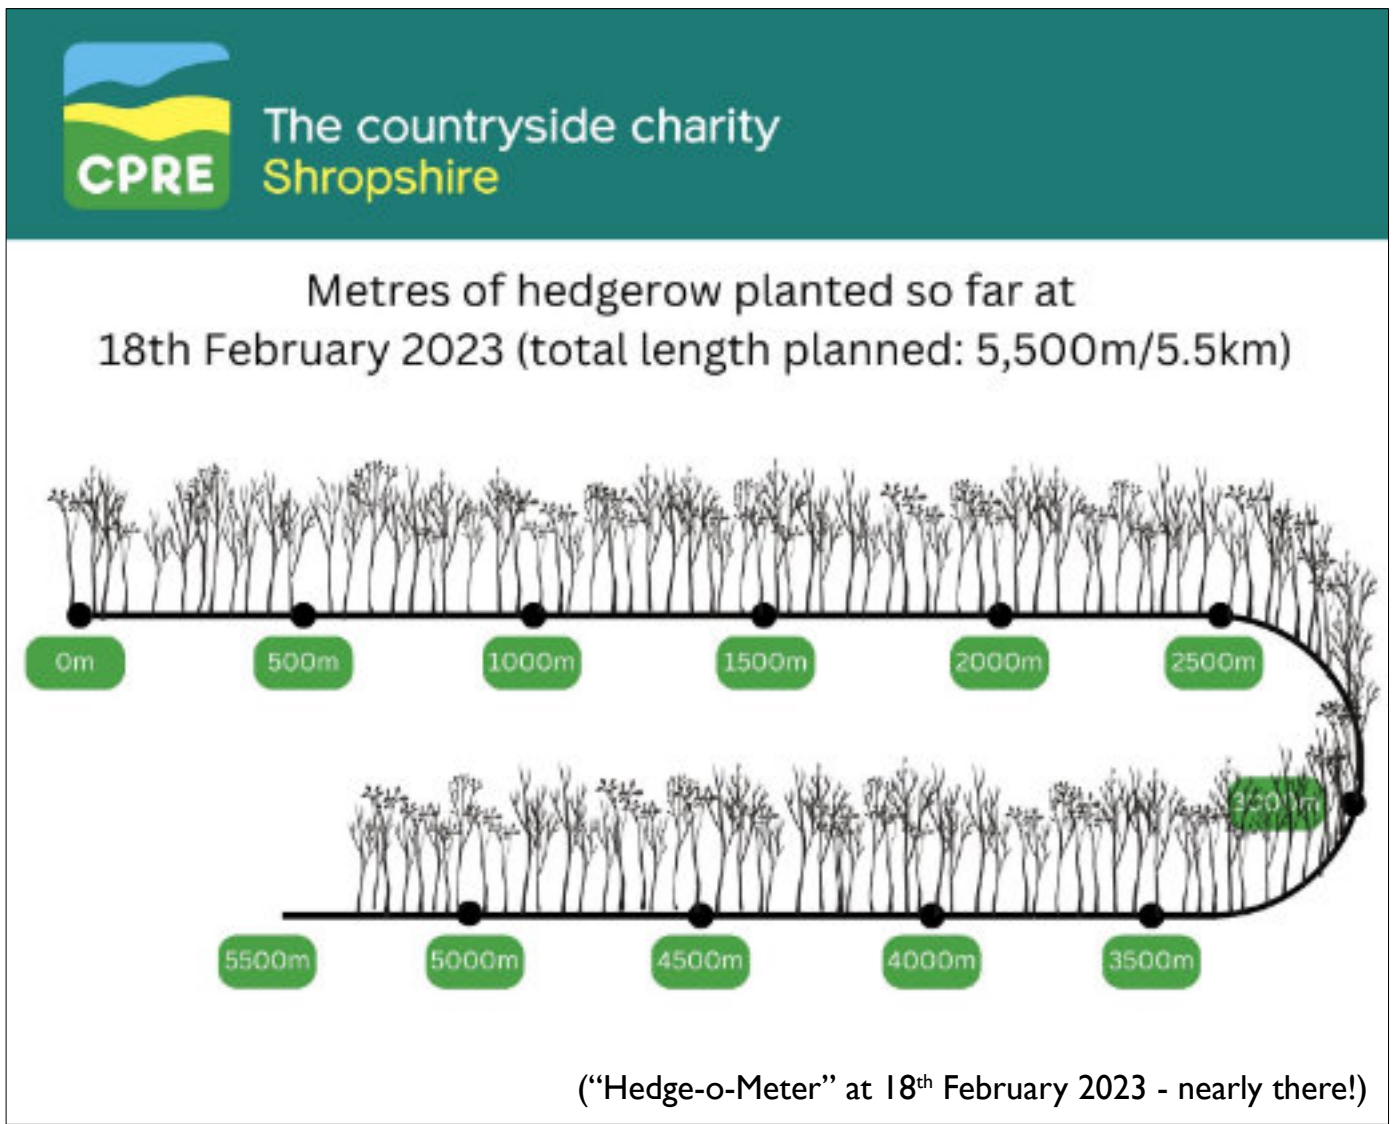 CPRE
The countryside charity
Shropshire
Metres of hedgerow planted so far at
18th February 2023 (total length planned: 5,500m/5.5km)
0m
500m
1000m
1500m
2000m
2500m
3000m
5500m
5000m
4500m
4000m
3500m
(“Hedge-o-Meter” at 18th February 2023 - nearly there!)